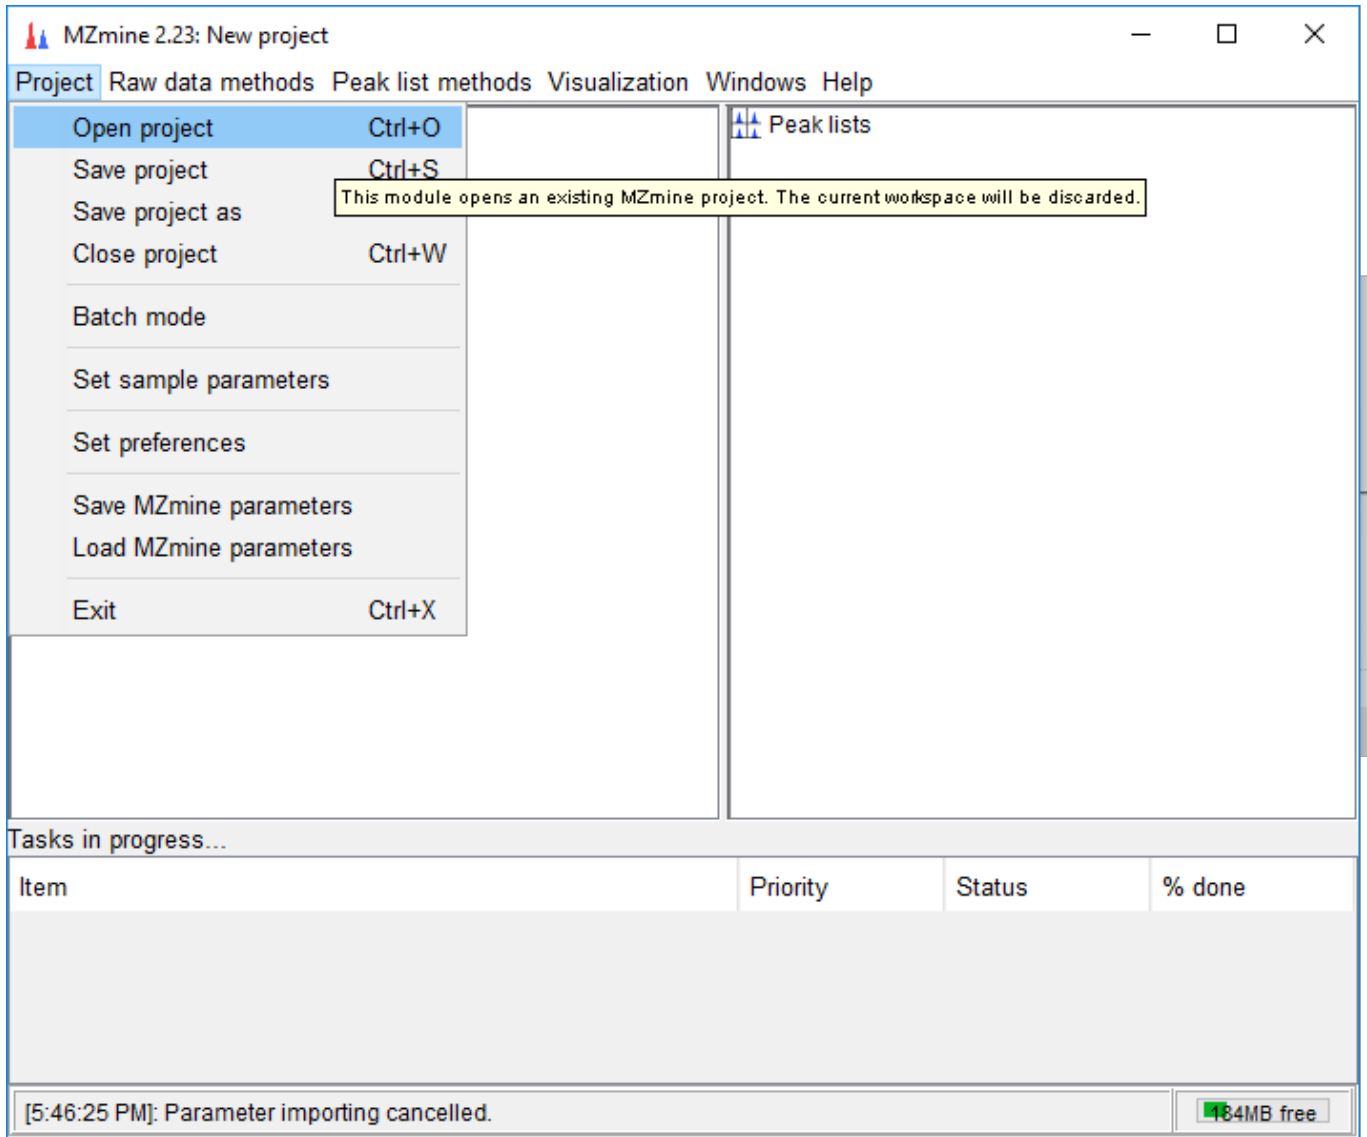 MZmine 2.23: New project
Project Raw data methods Peak list methods Visualization Windows Help
Open project Ctrl+O
Peak lists
Save project Ctrl+S
This module opens an existing MZmine project. The current workspace will be discarded.
Save project as
Close project Ctrl+W
Batch mode
Set sample parameters
Set preferences
Save MZmine parameters
Load MZmine parameters
Exit Ctrl+X
Tasks in progress...
Item Priority Status % done
[5:46:25 PM]: Parameter importing cancelled.
184MB free